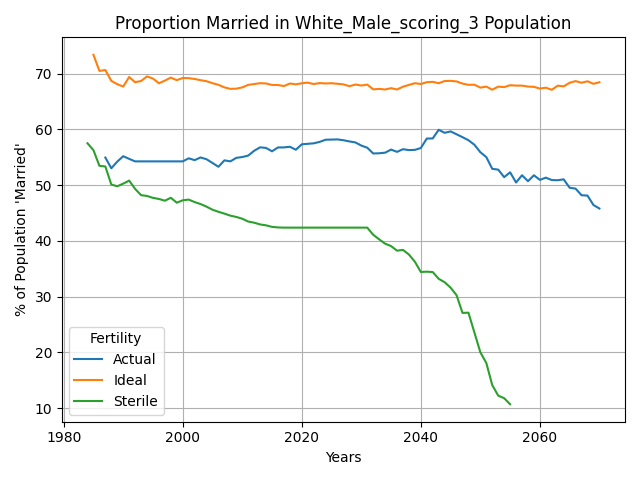 Proportion Married in White_Male_scoring_3 Population
% of Population 'Married'
70
60
50
40
30
20
10
Fertility
Actual
Ideal
Sterile
1980
2000
2020
2040
2060
Years